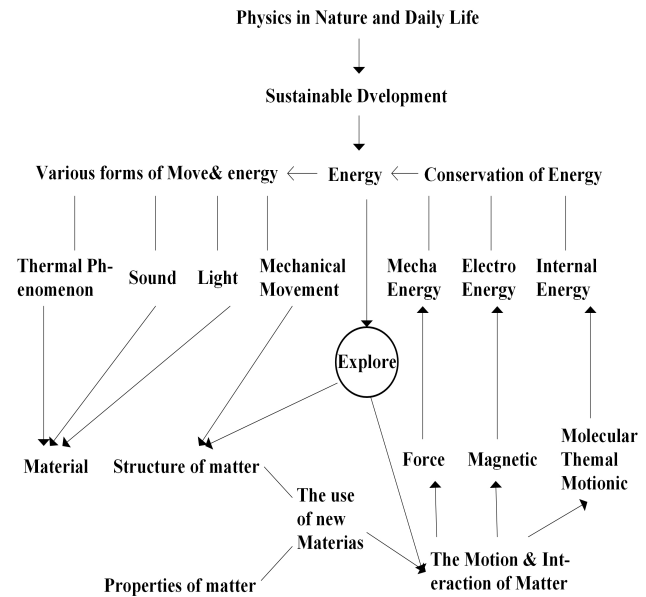 Physics in Nature and Daily Life
Sustainable Dvelopment
Various forms of Move& energy
Energy
Conservation of Energy
Thermal Ph-
enomenon
Sound
Light
Mechanical
Movement
Mecha
Energy
Electro
Energy
Internal
Energy
Explore
Material
Structure of matter
Force
Magnetic
Molecular
Themal
Motionic
The use
of new
Materias
Properties of matter
The Motion & Int-
eraction of Matter